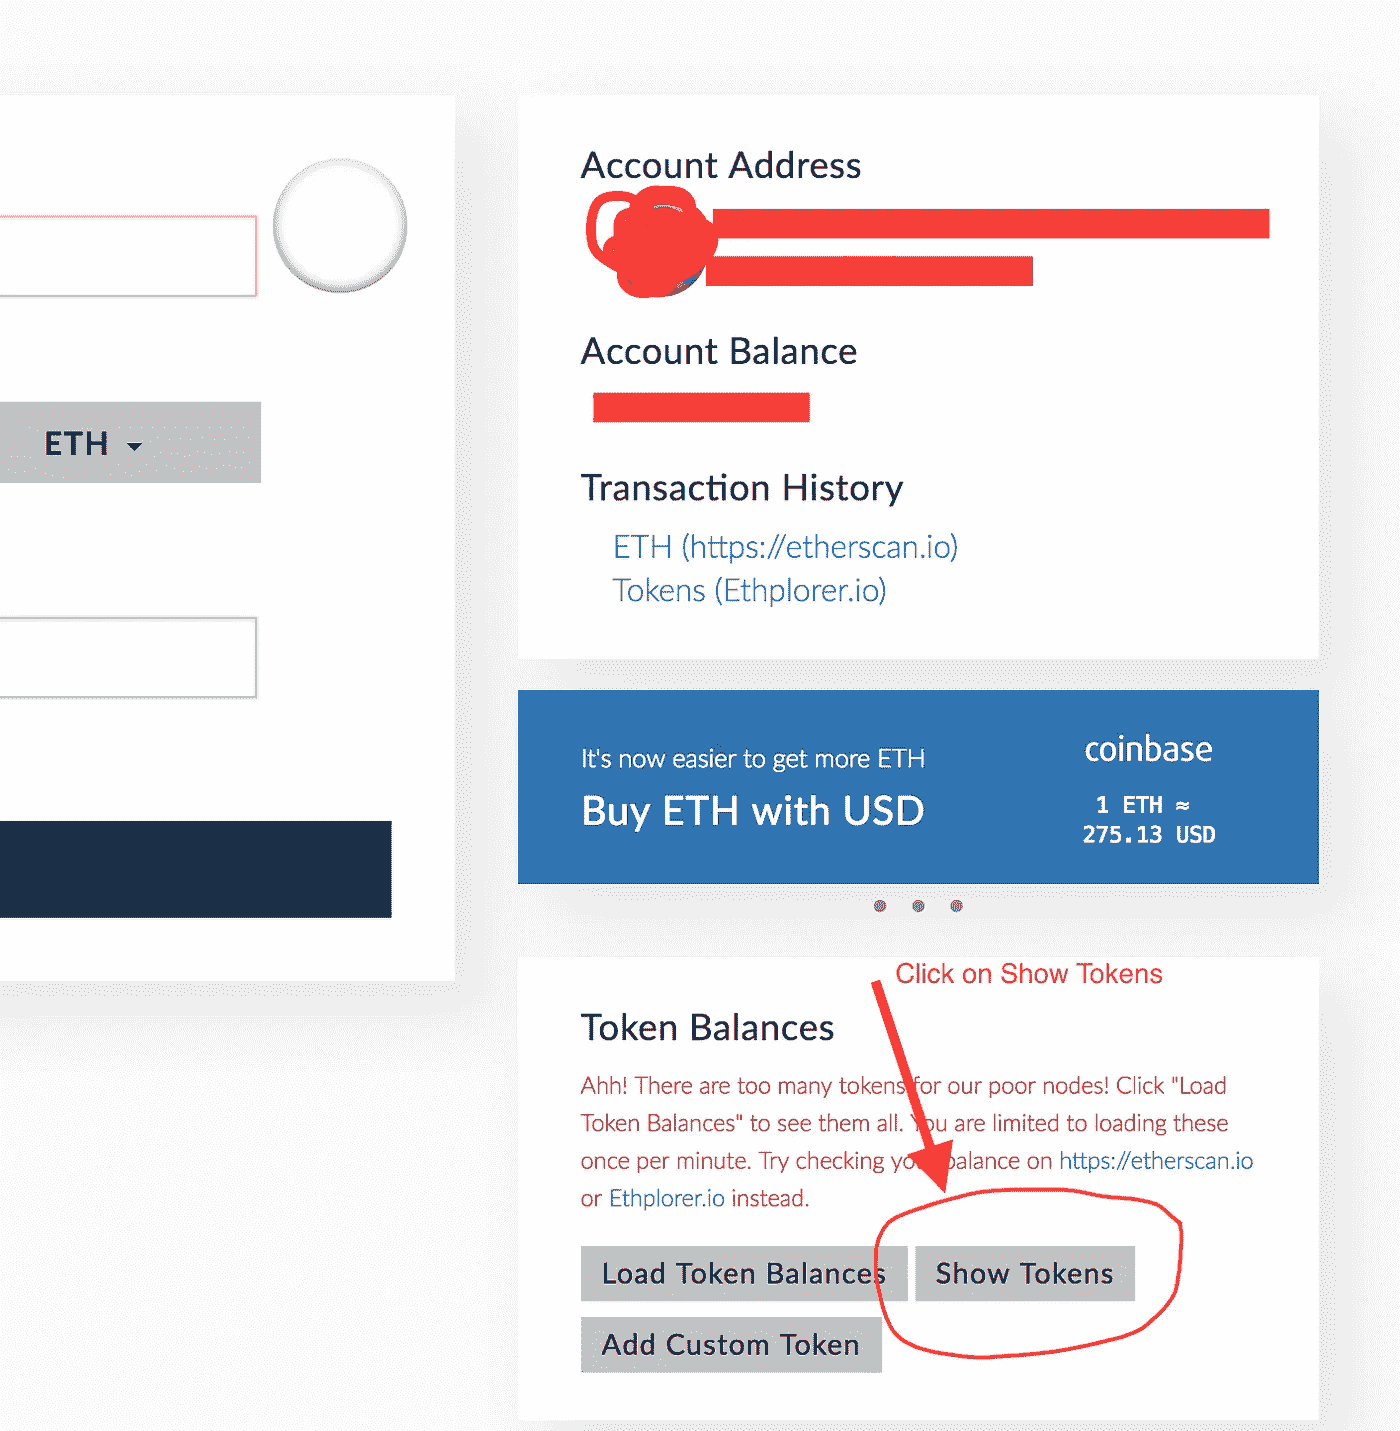 Account Address
Account Balance
ETH
Transaction History
ETH (https://etherscan.io)
Tokens (Ethplorer.io)
It's now easier to get more ETH
Buy ETH with USD
coinbase
1 ETH ≈
275.13 USD
Click on Show Tokens
Token Balances
Ahh! There are too many tokens for our poor nodes! Click "Load
Token Balances" to see them all. You are limited to loading these
once per minute. Try checking your balance on https://etherscan.io
or Ethplorer.io instead.
Load Token Balances
Show Tokens
Add Custom Token